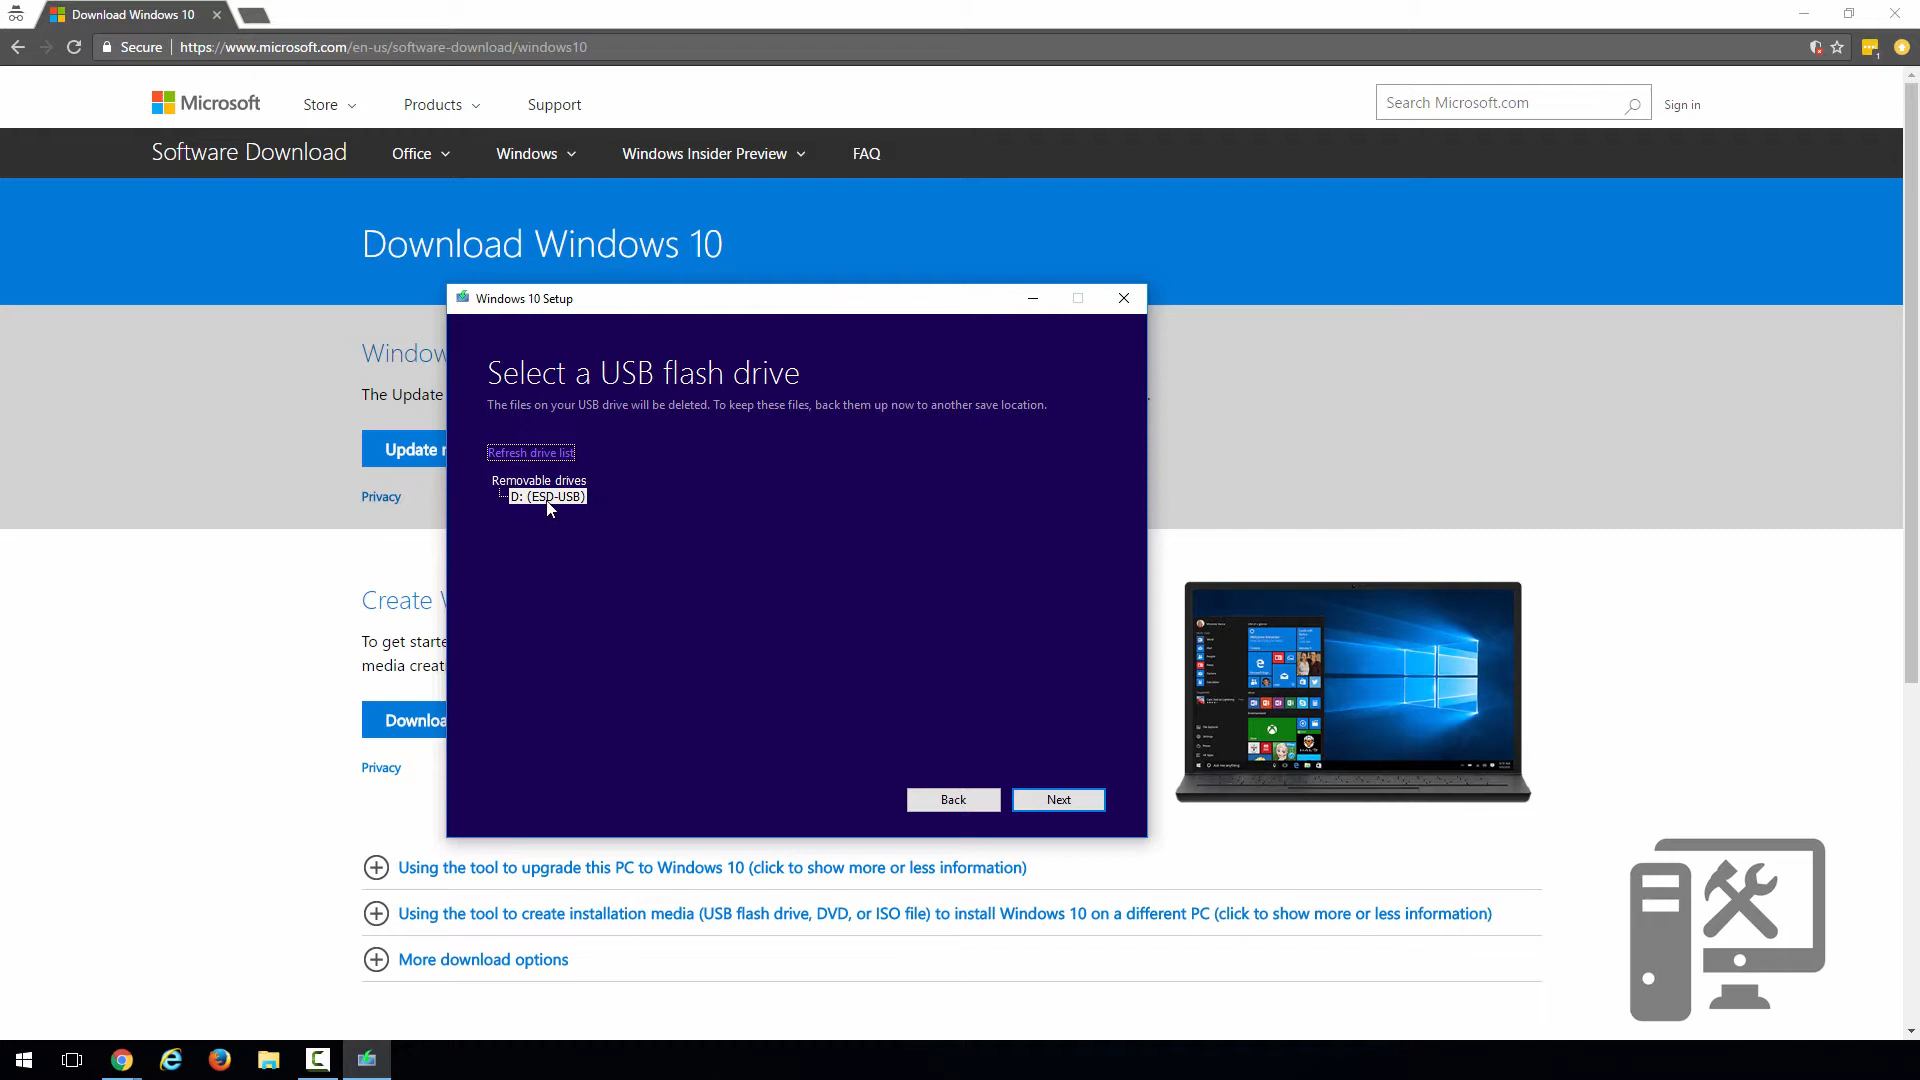 Download Windows 10
Secure https://www.microsoft.com/en-us/software-download/windows10
1
Microsoft Store Products Support Search Microsoft.com Sign in
Software Download Office Windows Windows Insider Preview FAQ
Download Windows 10
Windows 10 Setup
Select a USB flash drive
The files on your USB drive will be deleted. To keep these files, back them up now to another save location.
Refresh drive list
Removable drives
D: (ESD-USB)
Back Next
Window
The Update
Update
Privacy
Create
To get starte
media creat
Downloa
Privacy
Using the tool to upgrade this PC to Windows 10 (click to show more or less information)
Using the tool to create installation media (USB flash drive, DVD, or ISO file) to install Windows 10 on a different PC (click to show more or less information)
More download options